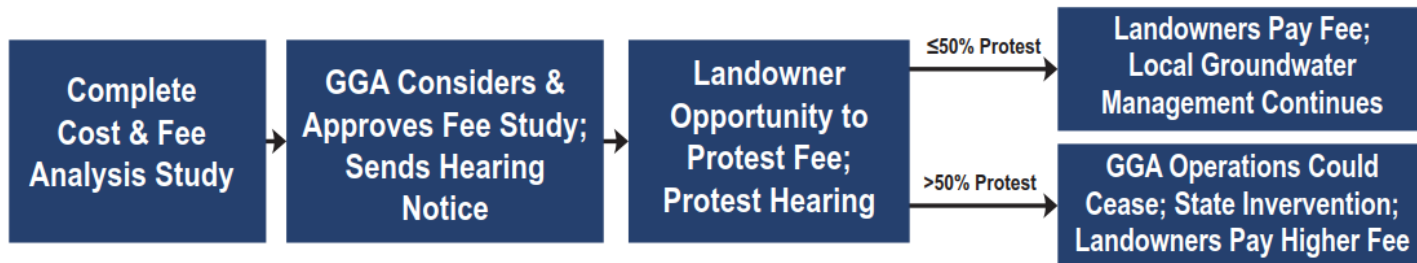 Complete
Cost & Fee
Analysis Study
GGA Considers &
Approves Fee Study;
Sends Hearing
Notice
Landowner
Opportunity to
Protest Fee;
Protest Hearing
≤50% Protest
Landowners Pay Fee;
Local Groundwater
Management Continues
>50% Protest
GGA Operations Could
Cease; State Invervention;
Landowners Pay Higher Fee